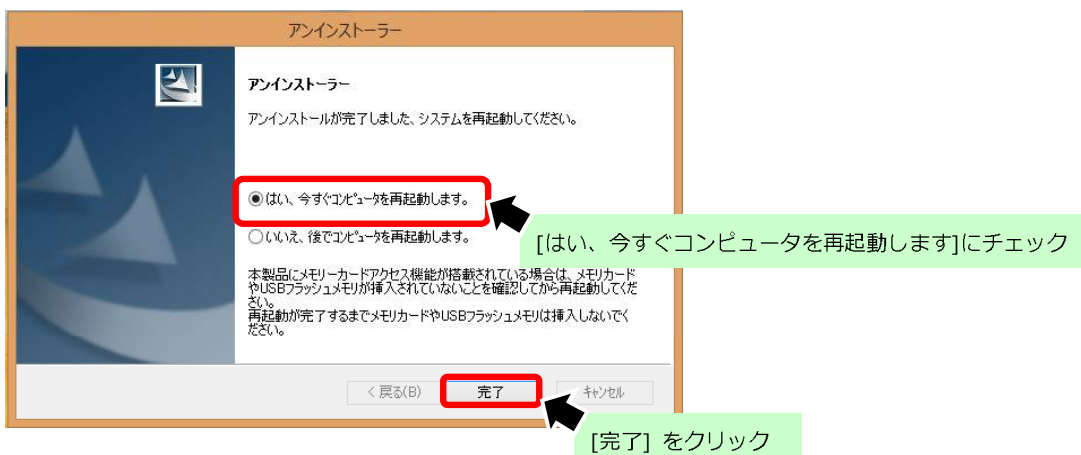 アンインストーラー
アンインストーラー
アンインストールが完了しました、システムを再起動してください。
はい、今すぐコンピュータを再起動します。
いいえ、後でコンピュータを再起動します。
[はい、今すぐコンピュータを再起動します]にチェック
本製品にメモリーカードアクセス機能が搭載されている場合は、メモリカード
やUSBフラッシュメモリが挿入されていないことを確認してから再起動してくだ
さい。
再起動が完了するまでメモリカードやUSBフラッシュメモリは挿入しないでく
ださい。
< 戻る(B)
完了
キャンセル
[完了] をクリック